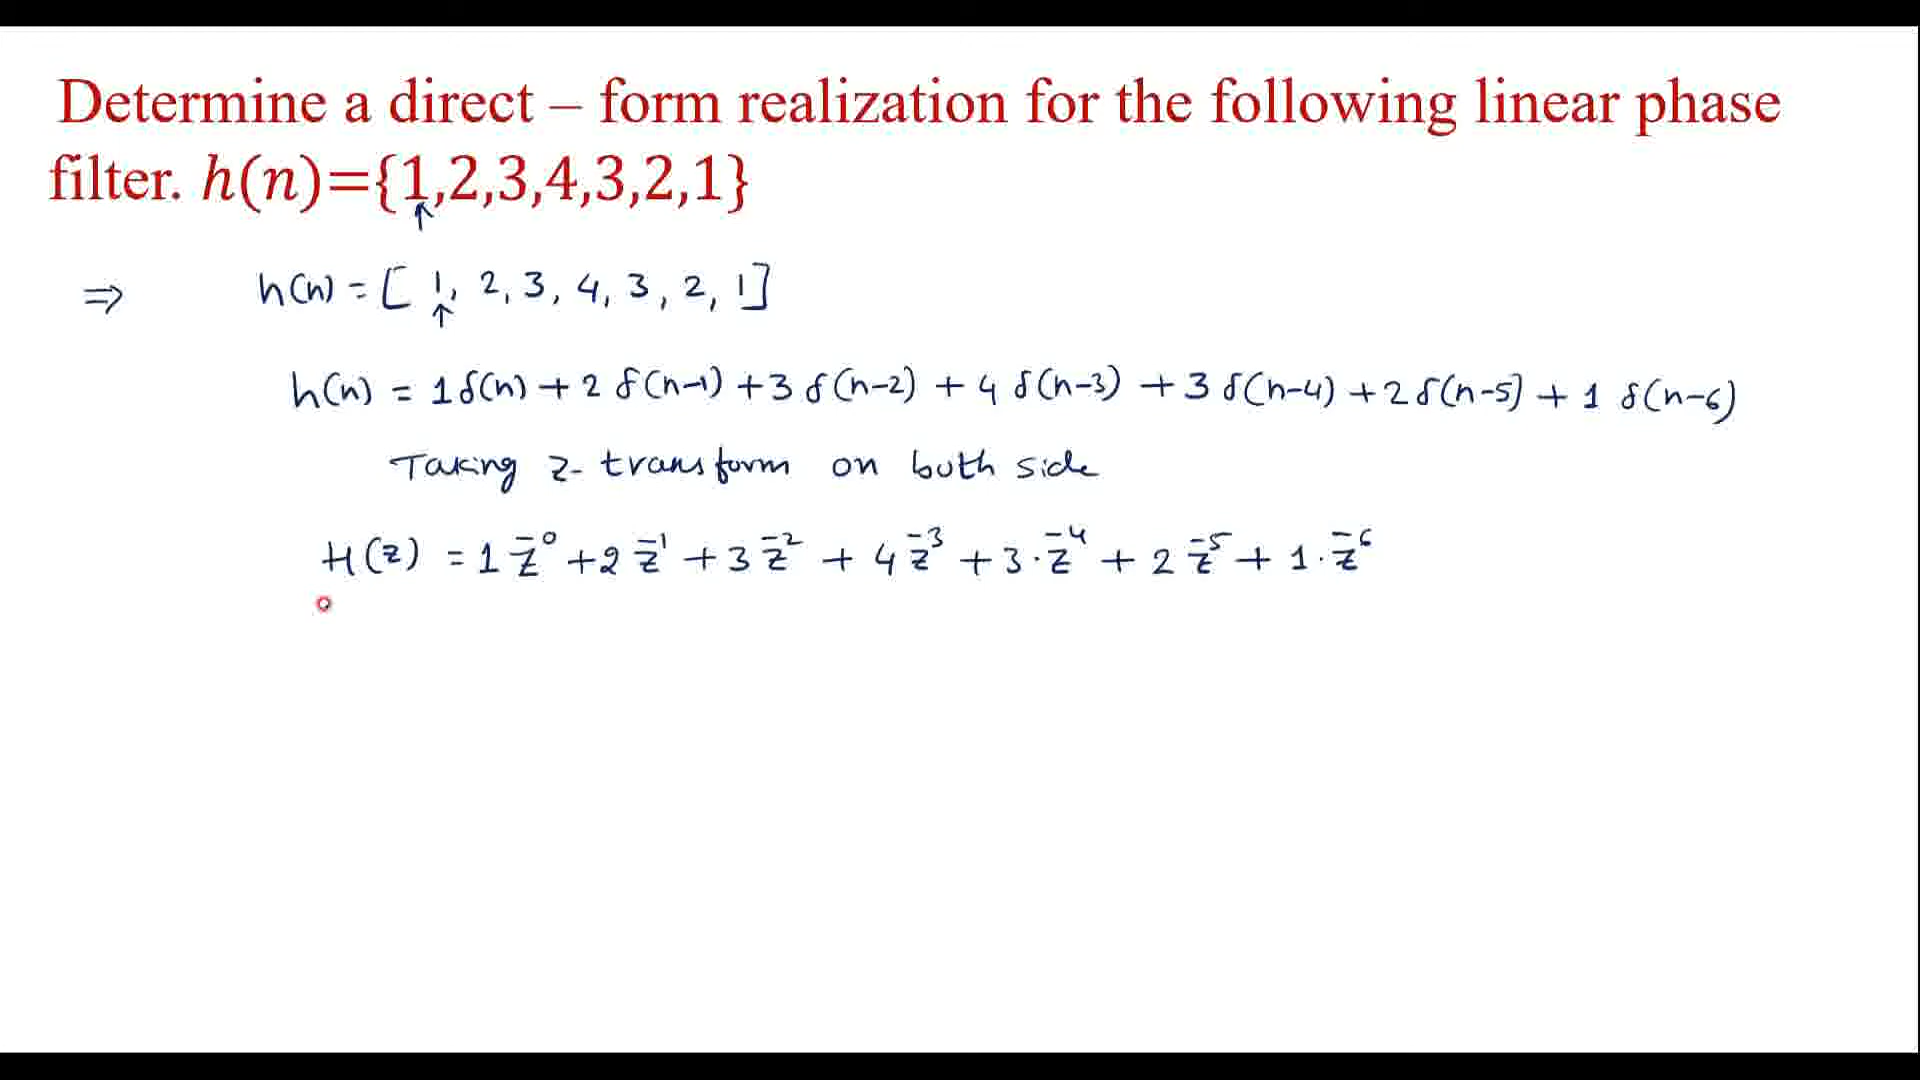 Determine a direct – form realization for the following linear phase
filter. h(n)={1,2,3,4,3,2,1}
↑
⇒ h(n) = [ 1, 2, 3, 4, 3, 2, 1]
↑
h(n) = 1δ(n) + 2 δ(n-1) + 3 δ(n-2) + 4 δ(n-3) + 3 δ(n-4) + 2 δ(n-5) + 1 δ(n-6)
Taking z- transform on both side
H(z) = 1 z⁻⁰ + 2 z⁻¹ + 3 z⁻² + 4 z⁻³ + 3 · z⁻⁴ + 2 z⁻⁵ + 1 · z⁻⁶